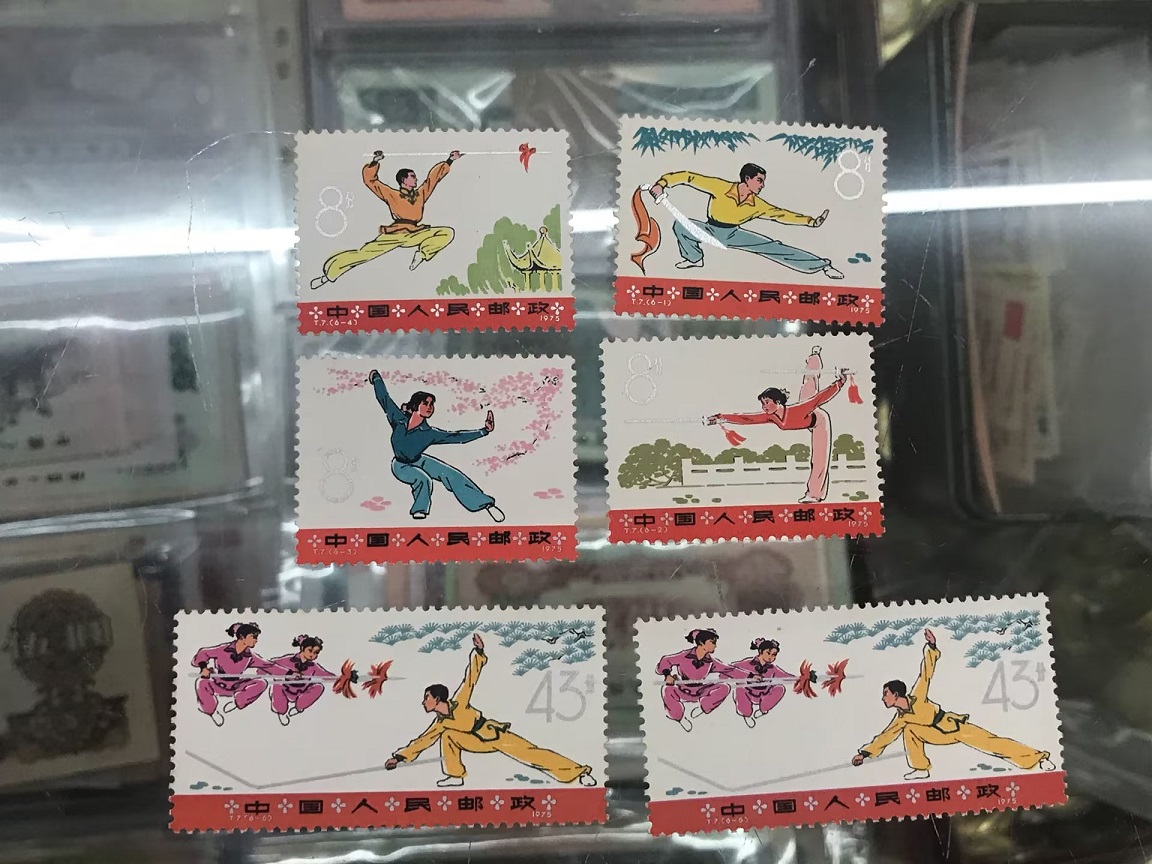 8分
中国人民邮政
T.7.(6-4) 1975
8分
中国人民邮政
T.7.(6-1) 1975
8分
中国人民邮政
T.7.(6-3) 1975
8分
中国人民邮政
T.7.(6-2) 1975
43分
中国人民邮政
T.7.(6-6) 1975
43分
中国人民邮政
T.7.(6-6) 1975